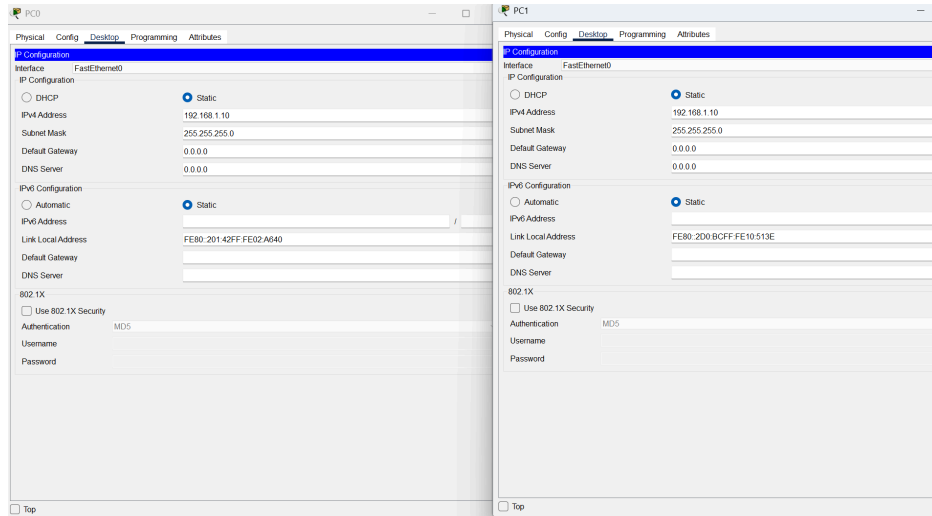 PC0
Physical Config Desktop Programming Attributes
IP Configuration
Interface FastEthernet0
IP Configuration
DHCP Static
IPv4 Address 192.168.1.10
Subnet Mask 255.255.255.0
Default Gateway 0.0.0.0
DNS Server 0.0.0.0
IPv6 Configuration
Automatic Static
IPv6 Address /
Link Local Address FE80::201:42FF:FE02:A640
Default Gateway
DNS Server
802.1X
Use 802.1X Security
Authentication MD5
Username
Password
Top
PC1
Physical Config Desktop Programming Attributes
IP Configuration
Interface FastEthernet0
IP Configuration
DHCP Static
IPv4 Address 192.168.1.10
Subnet Mask 255.255.255.0
Default Gateway 0.0.0.0
DNS Server 0.0.0.0
IPv6 Configuration
Automatic Static
IPv6 Address
Link Local Address FE80::2D0:BCFF:FE10:513E
Default Gateway
DNS Server
802.1X
Use 802.1X Security
Authentication MD5
Username
Password
Top